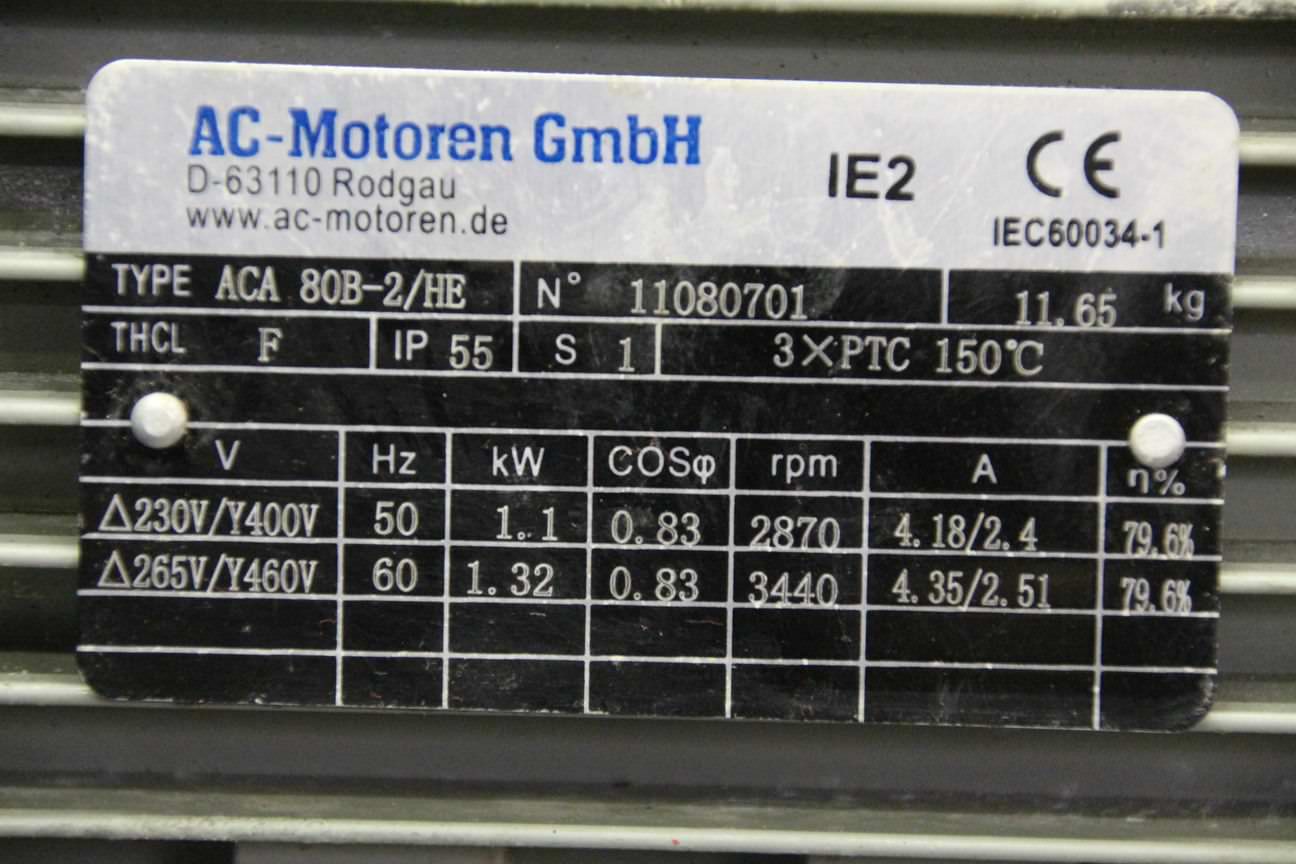 AC-Motoren GmbH
D-63110 Rodgau
www.ac-motoren.de
IE2
CE
IEC60034-1
TYPE ACA 80B-2/HE N° 11080701 11.65 kg
THCL F IP 55 S 1 3×PTC 150℃
V Hz kW COSφ rpm A η%
Δ230V/Y400V 50 1.1 0.83 2870 4.18/2.4 79.6%
Δ265V/Y460V 60 1.32 0.83 3440 4.35/2.51 79.6%